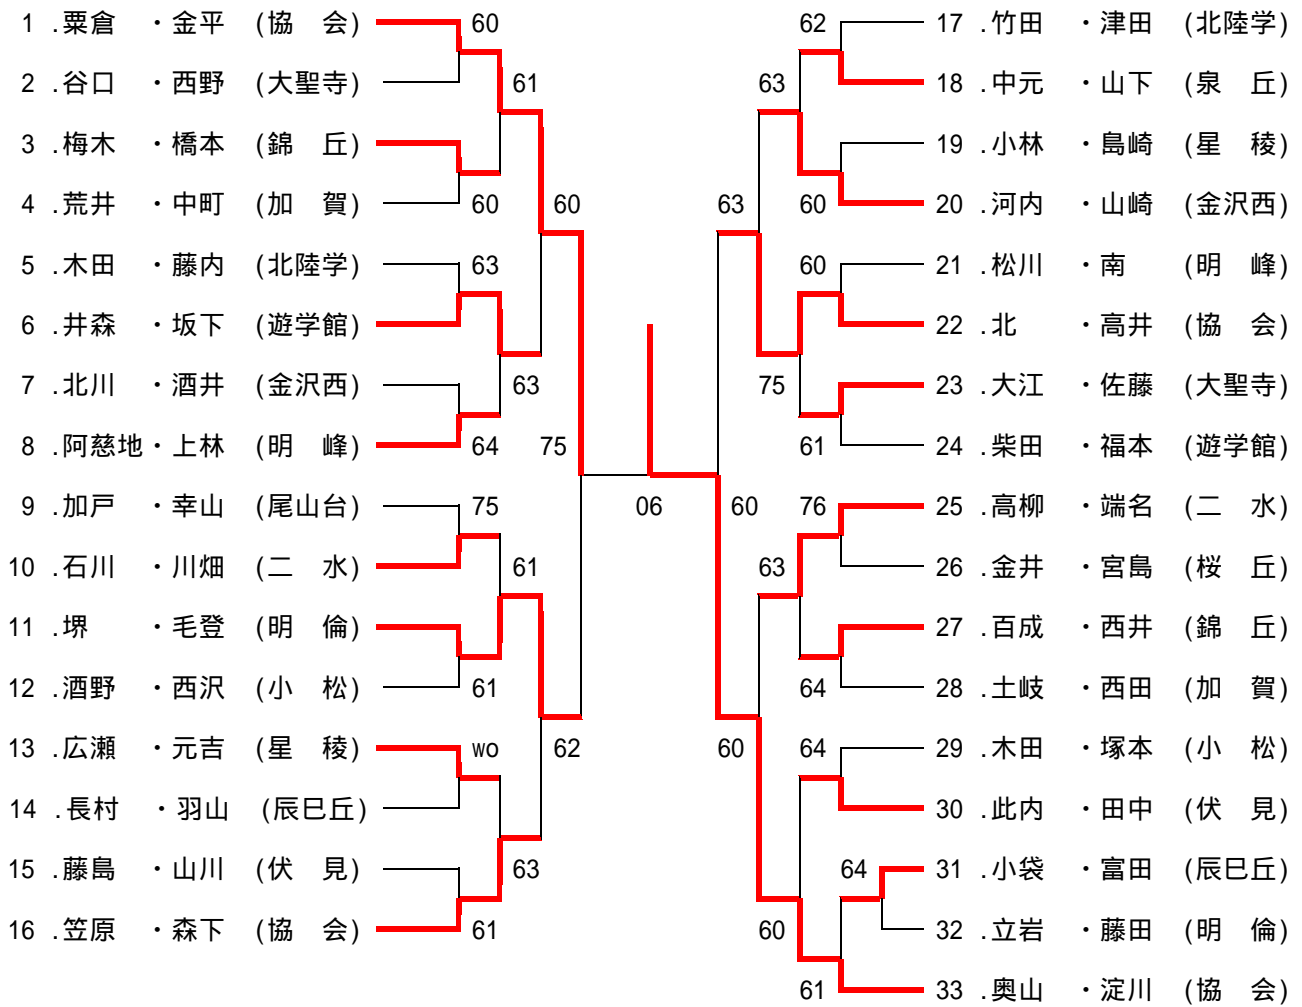 1 .粟倉 ・金平 (協 会) 60 62 17 .竹田 ・津田 (北陸学)
2 .谷口 ・西野 (大聖寺) 61 63 18 .中元 ・山下 (泉 丘)
3 .梅木 ・橋本 (錦 丘) 19 .小林 ・島崎 (星 稜)
4 .荒井 ・中町 (加 賀) 60 60 63 60 20 .河内 ・山崎 (金沢西)
5 .木田 ・藤内 (北陸学) 63 60 21 .松川 ・南 (明 峰)
6 .井森 ・坂下 (遊学館) 22 .北 ・高井 (協 会)
7 .北川 ・酒井 (金沢西) 63 75 23 .大江 ・佐藤 (大聖寺)
8 .阿慈地・上林 (明 峰) 64 75 61 24 .柴田 ・福本 (遊学館)
9 .加戸 ・幸山 (尾山台) 75 06 60 76 25 .高柳 ・端名 (二 水)
10 .石川 ・川畑 (二 水) 61 63 26 .金井 ・宮島 (桜 丘)
11 .堺 ・毛登 (明 倫) 27 .百成 ・西井 (錦 丘)
12 .酒野 ・西沢 (小 松) 61 64 28 .土岐 ・西田 (加 賀)
13 .広瀬 ・元吉 (星 稜) wo 62 60 64 29 .木田 ・塚本 (小 松)
14 .長村 ・羽山 (辰巳丘) 30 .此内 ・田中 (伏 見)
15 .藤島 ・山川 (伏 見) 63 64 31 .小袋 ・富田 (辰巳丘)
16 .笠原 ・森下 (協 会) 61 60 32 .立岩 ・藤田 (明 倫)
61 33 .奥山 ・淀川 (協 会)